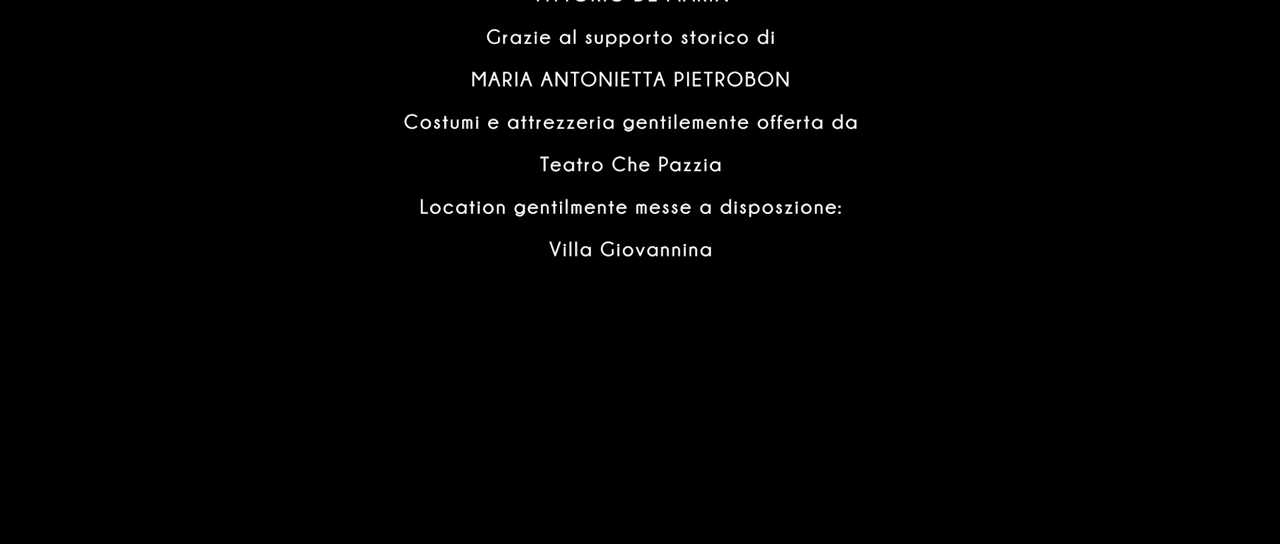 Grazie al supporto storico di
MARIA ANTONIETTA PIETROBON
Costumi e attrezzeria gentilemente offerta da
Teatro Che Pazzia
Location gentilmente messe a disposzione:
Villa Giovannina